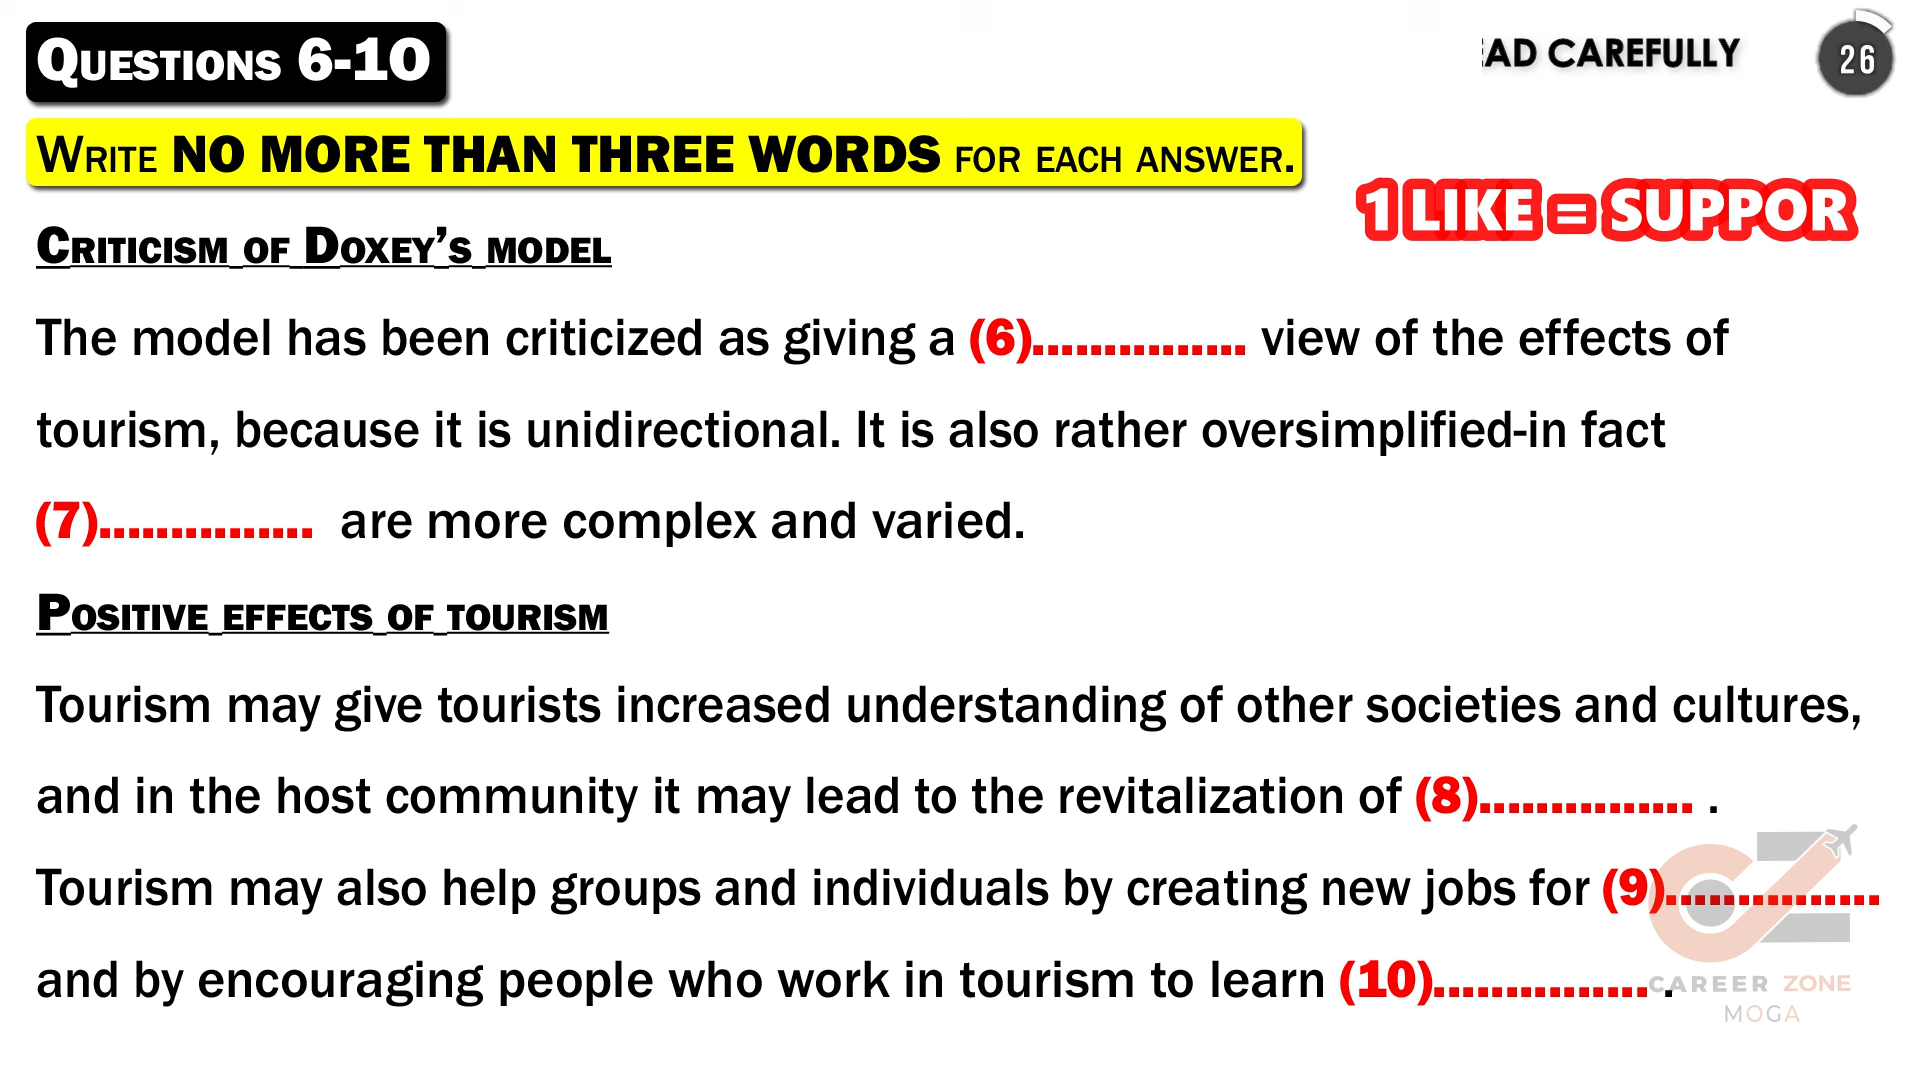 QUESTIONS 6-10
EAD CAREFULLY
26
WRITE NO MORE THAN THREE WORDS FOR EACH ANSWER.
1 LIKE = SUPPOR
CRITICISM OF DOXEY'S MODEL
The model has been criticized as giving a (6)............... view of the effects of
tourism, because it is unidirectional. It is also rather oversimplified-in fact
(7)............... are more complex and varied.
POSITIVE EFFECTS OF TOURISM
Tourism may give tourists increased understanding of other societies and cultures,
and in the host community it may lead to the revitalization of (8)............... .
Tourism may also help groups and individuals by creating new jobs for (9)...............
and by encouraging people who work in tourism to learn (10)............... .
CAREER ZONE
MOGA